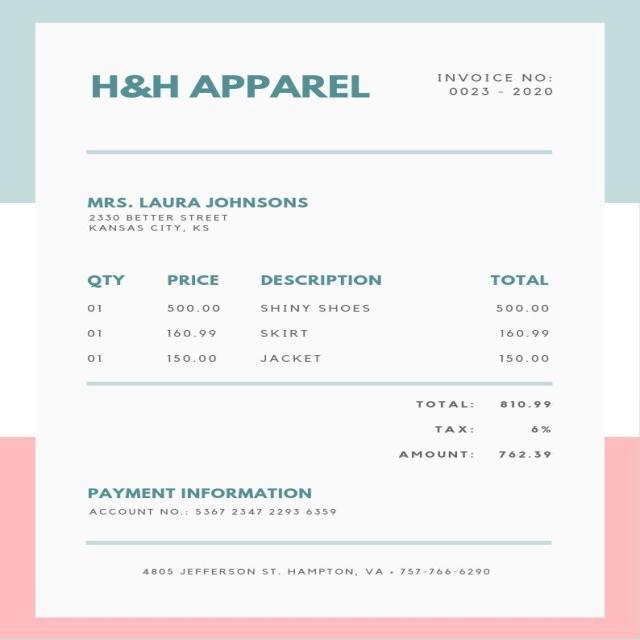 H&H APPAREL
INVOICE NO:
0023 - 2020
MRS. LAURA JOHNSONS
2330 BETTER STREET
KANSAS CITY, KS
QTY PRICE DESCRIPTION TOTAL
01 500.00 SHINY SHOES 500.00
01 160.99 SKIRT 160.99
01 150.00 JACKET 150.00
TOTAL: 810.99
TAX: 6%
AMOUNT: 762.39
PAYMENT INFORMATION
ACCOUNT NO.: 5367 2347 2293 6359
4805 JEFFERSON ST. HAMPTON, VA • 757-766-6290